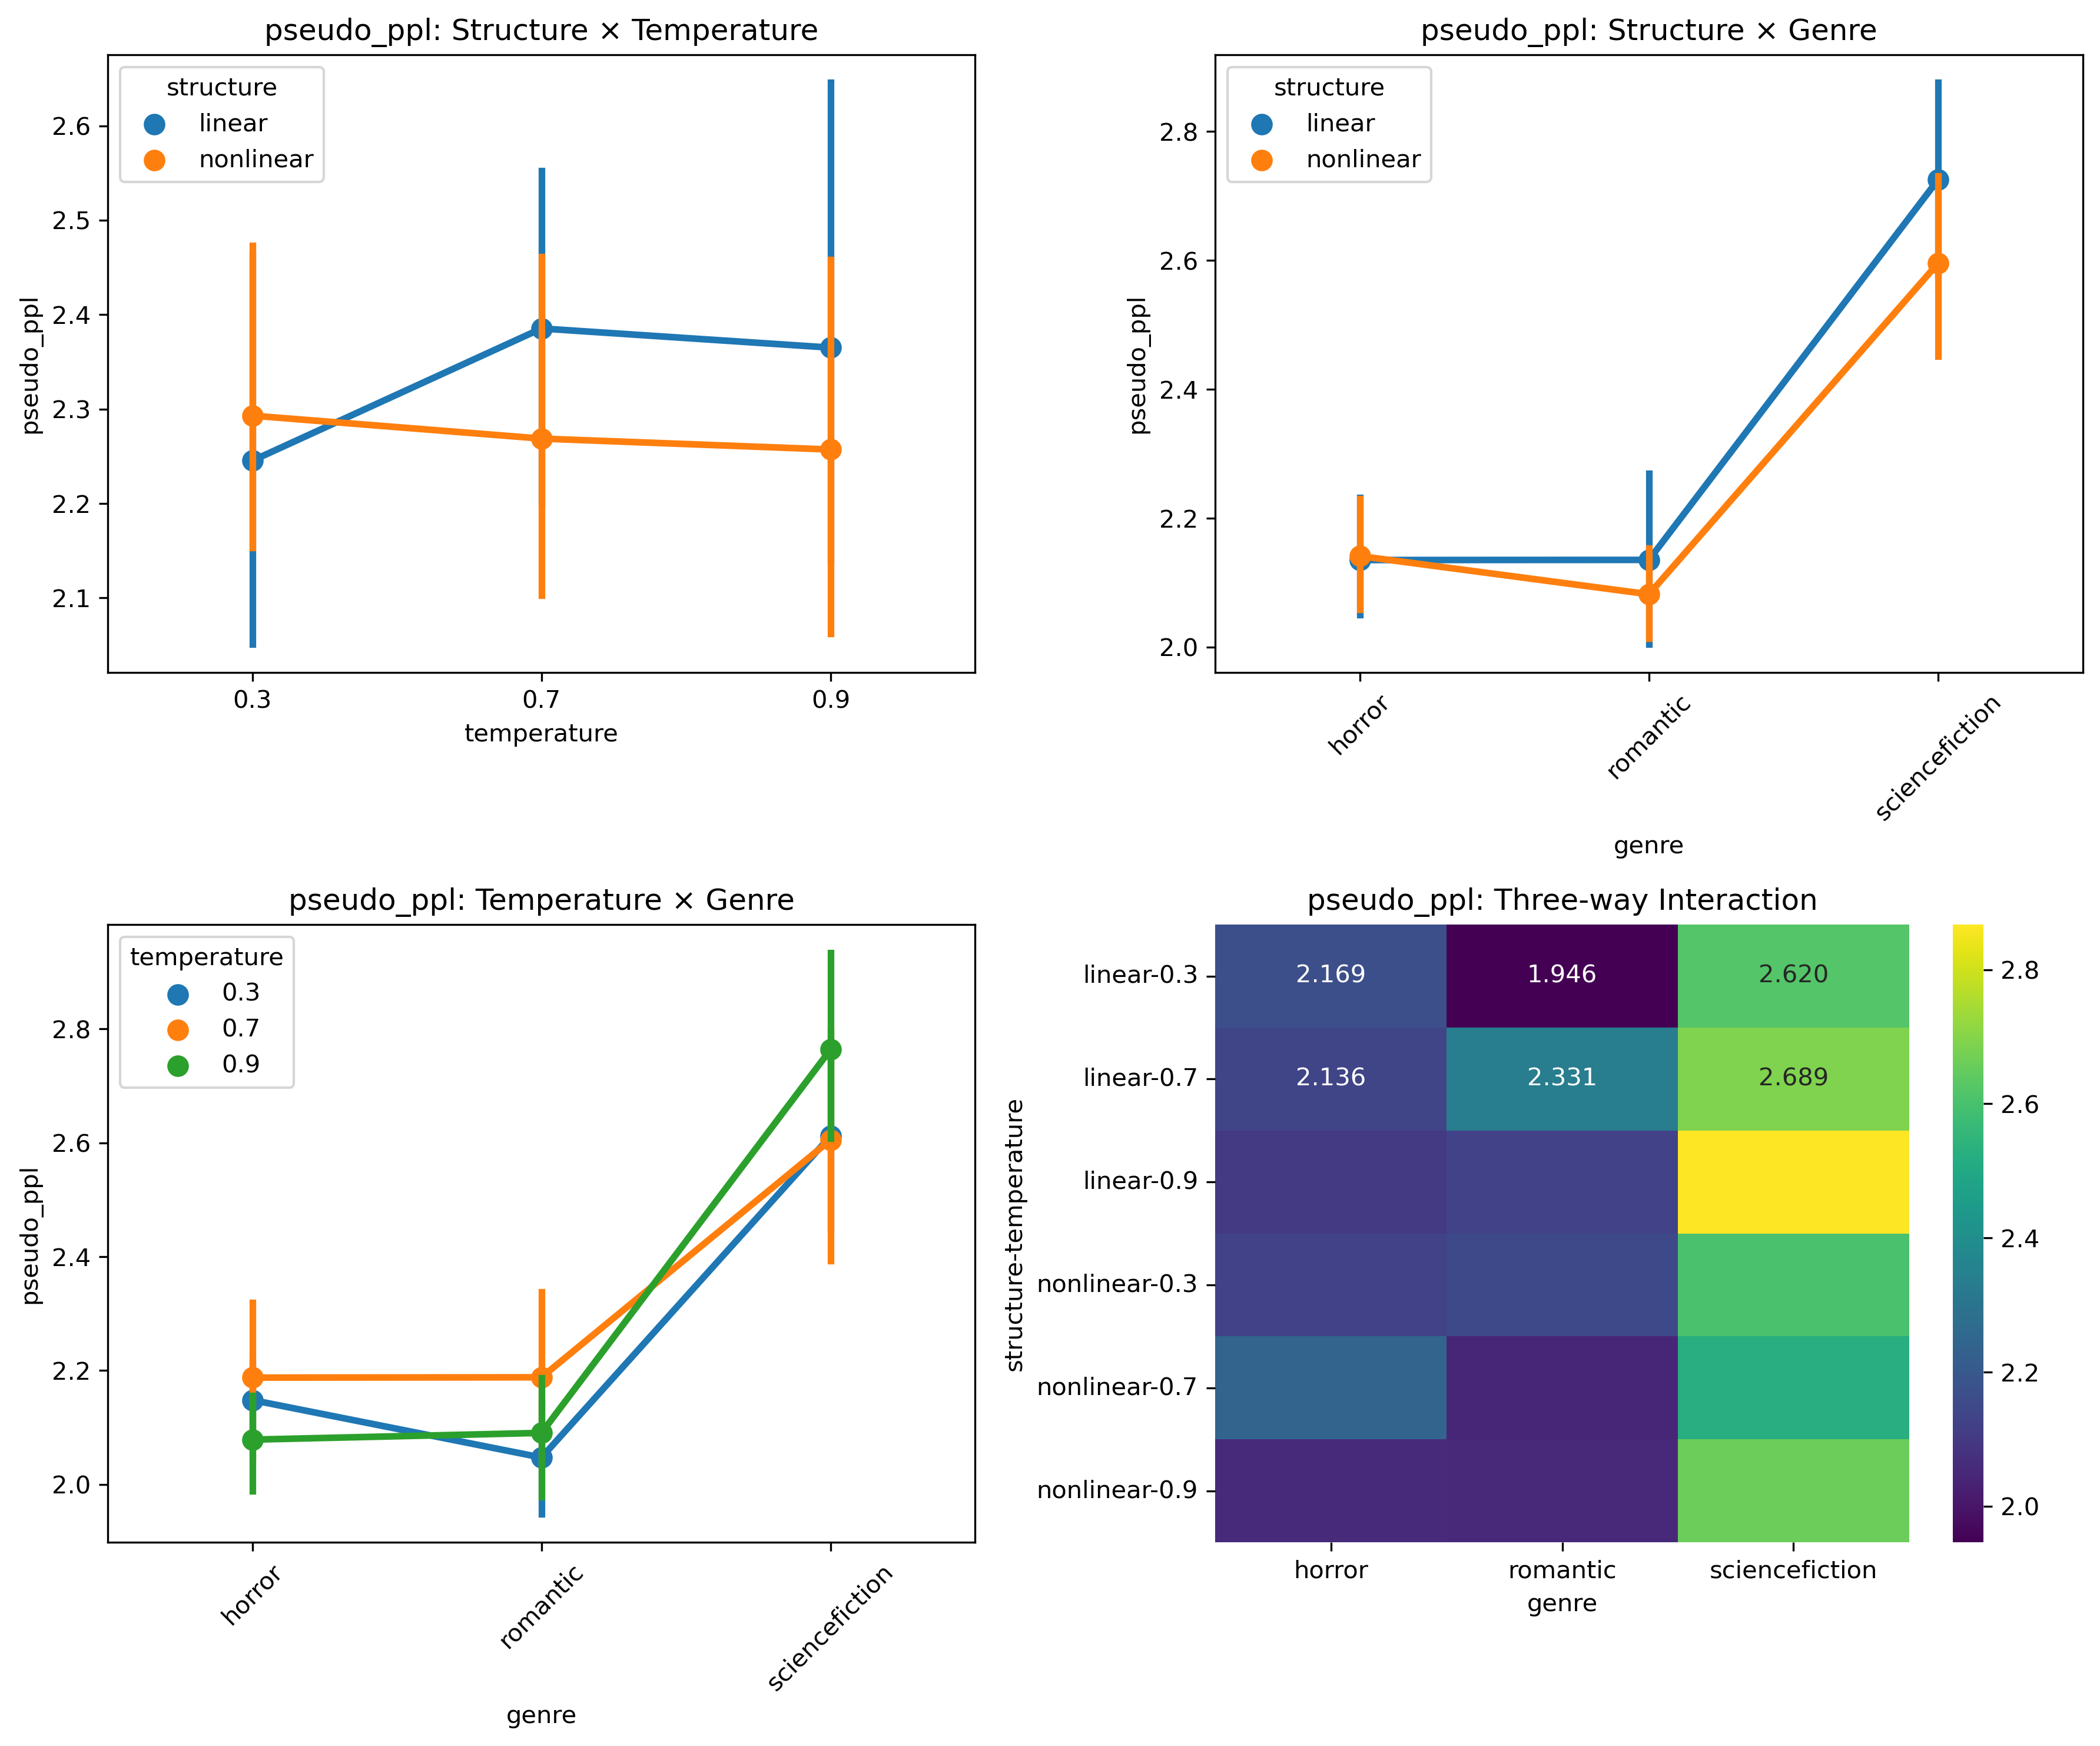 pseudo_ppl: Structure × Temperature
structure
linear
nonlinear
2.6
2.5
2.4
2.3
2.2
2.1
pseudo_ppl
0.3 0.7 0.9
temperature
pseudo_ppl: Structure × Genre
structure
linear
nonlinear
2.8
2.6
2.4
2.2
2.0
pseudo_ppl
horror romantic sciencefiction
genre
pseudo_ppl: Temperature × Genre
temperature
0.3
0.7
0.9
2.8
2.6
2.4
2.2
2.0
pseudo_ppl
horror romantic sciencefiction
genre
pseudo_ppl: Three-way Interaction
structure-temperature
linear-0.3 2.169 1.946 2.620
linear-0.7 2.136 2.331 2.689
linear-0.9
nonlinear-0.3
nonlinear-0.7
nonlinear-0.9
horror romantic sciencefiction
genre
2.8
2.6
2.4
2.2
2.0